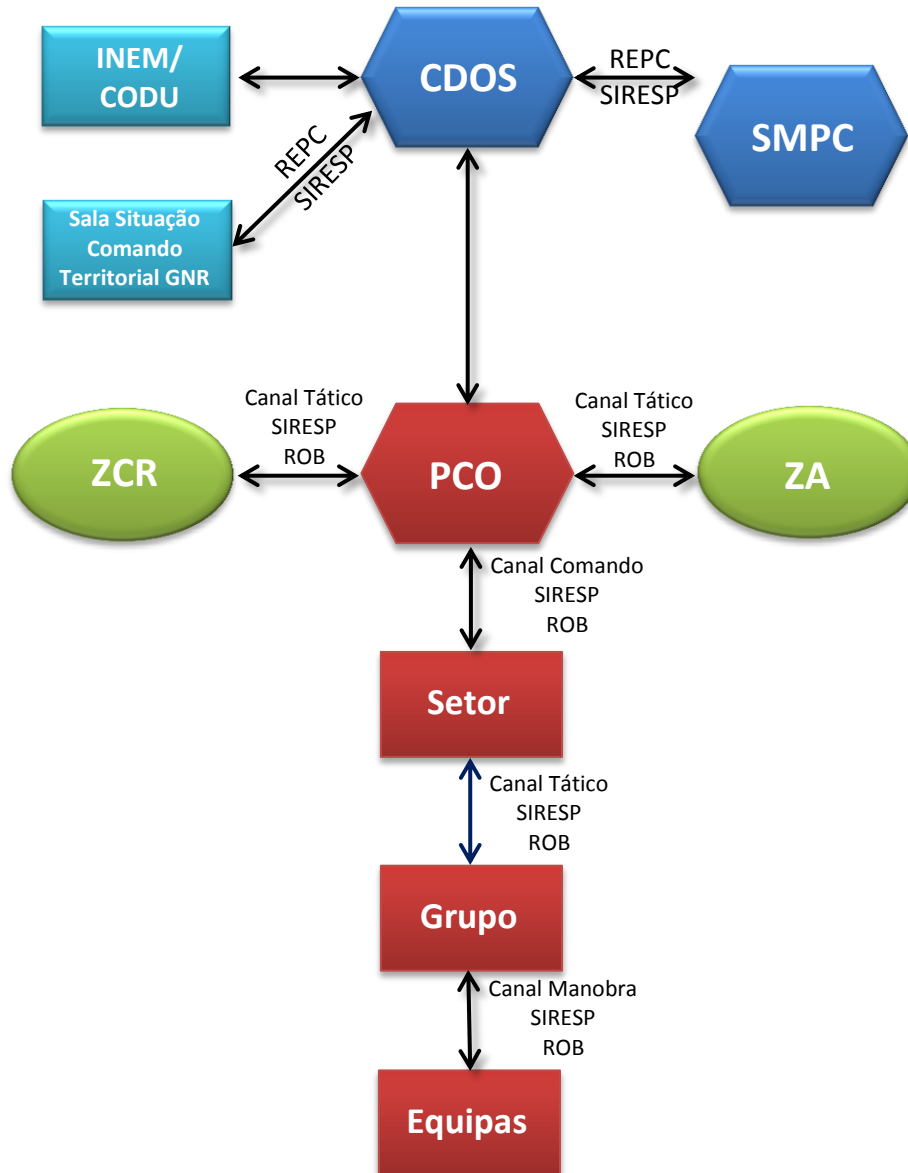 INEM/
CODU
CDOS
REPC
SIRESP
SMPC
REPC
SIRESP
Sala Situação
Comando
Territorial GNR
Canal Tático
SIRESP
ROB
Canal Tático
SIRESP
ROB
ZCR
PCO
ZA
Canal Comando
SIRESP
ROB
Setor
Canal Tático
SIRESP
ROB
Grupo
Canal Manobra
SIRESP
ROB
Equipas